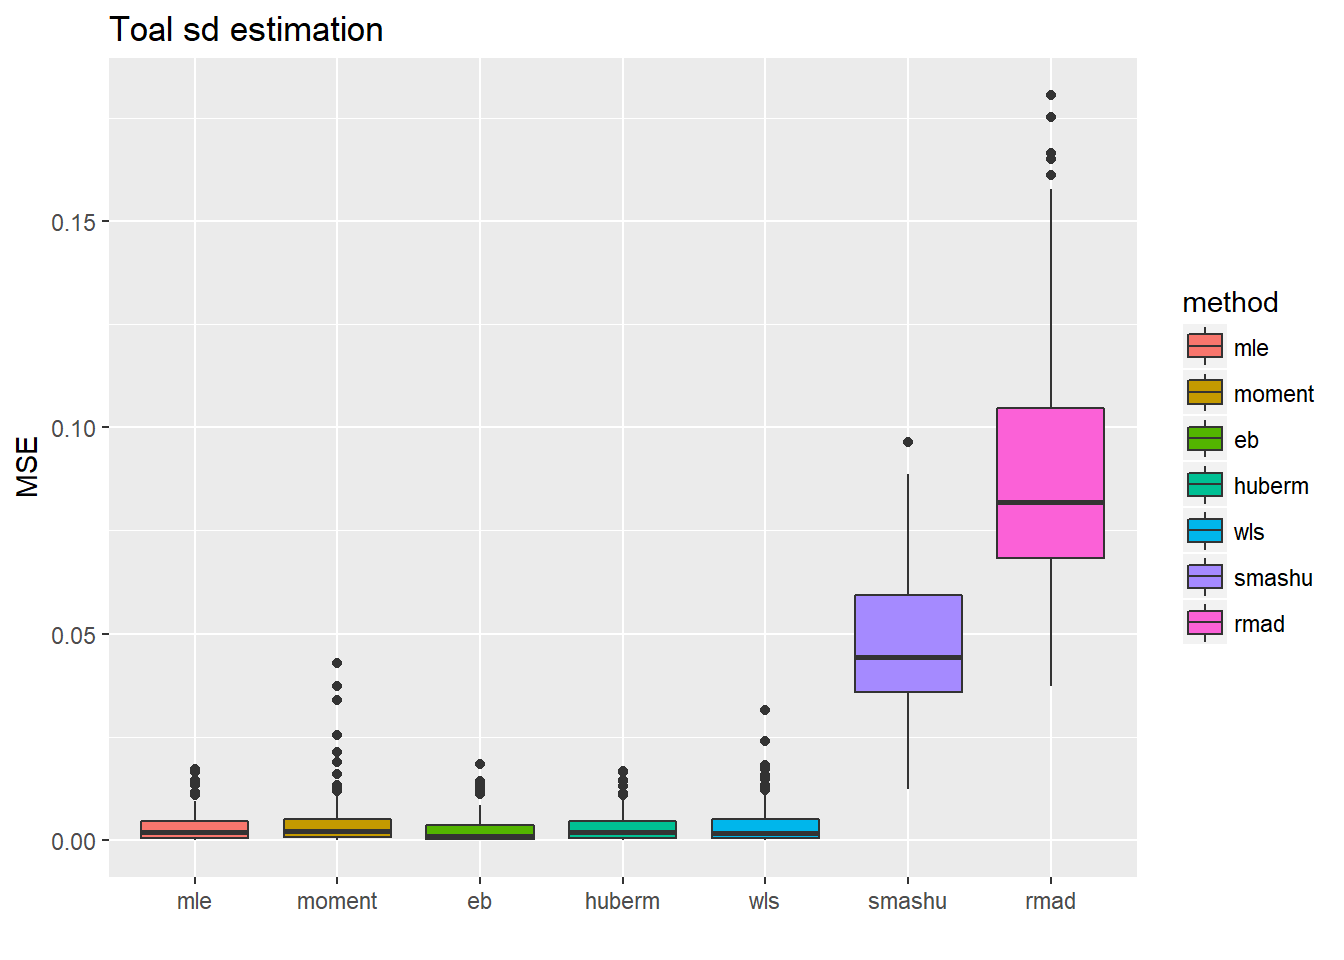 Toal sd estimation
0.15
0.10
0.05
0.00
MSE
mle moment eb huberm wls smashu rmad
method
mle
moment
eb
huberm
wls
smashu
rmad